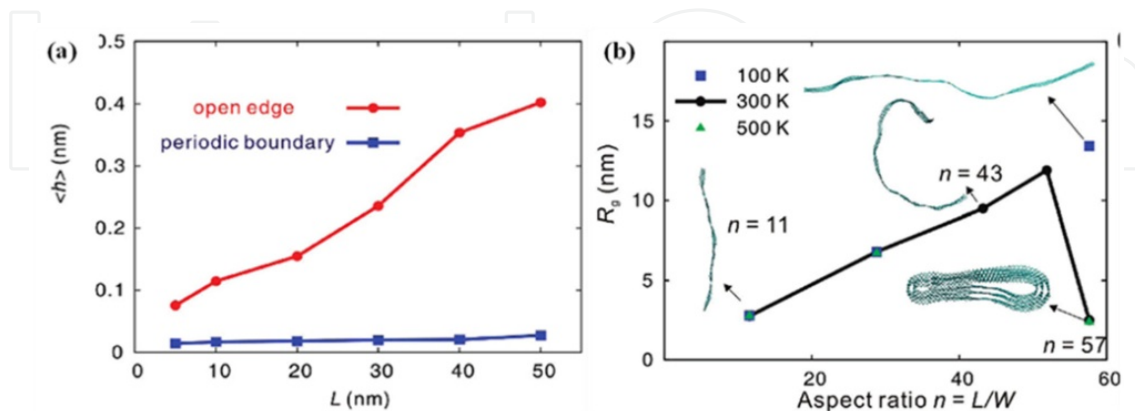 (a)
0.5
0.4
0.3
0.2
0.1
0
<h> (nm)
open edge
periodic boundary
0
10
20
30
40
50
L (nm)
(b)
100 K
300 K
500 K
15
10
5
0
Rg (nm)
n = 11
n = 43
n = 57
20
40
60
Aspect ratio n = L/W